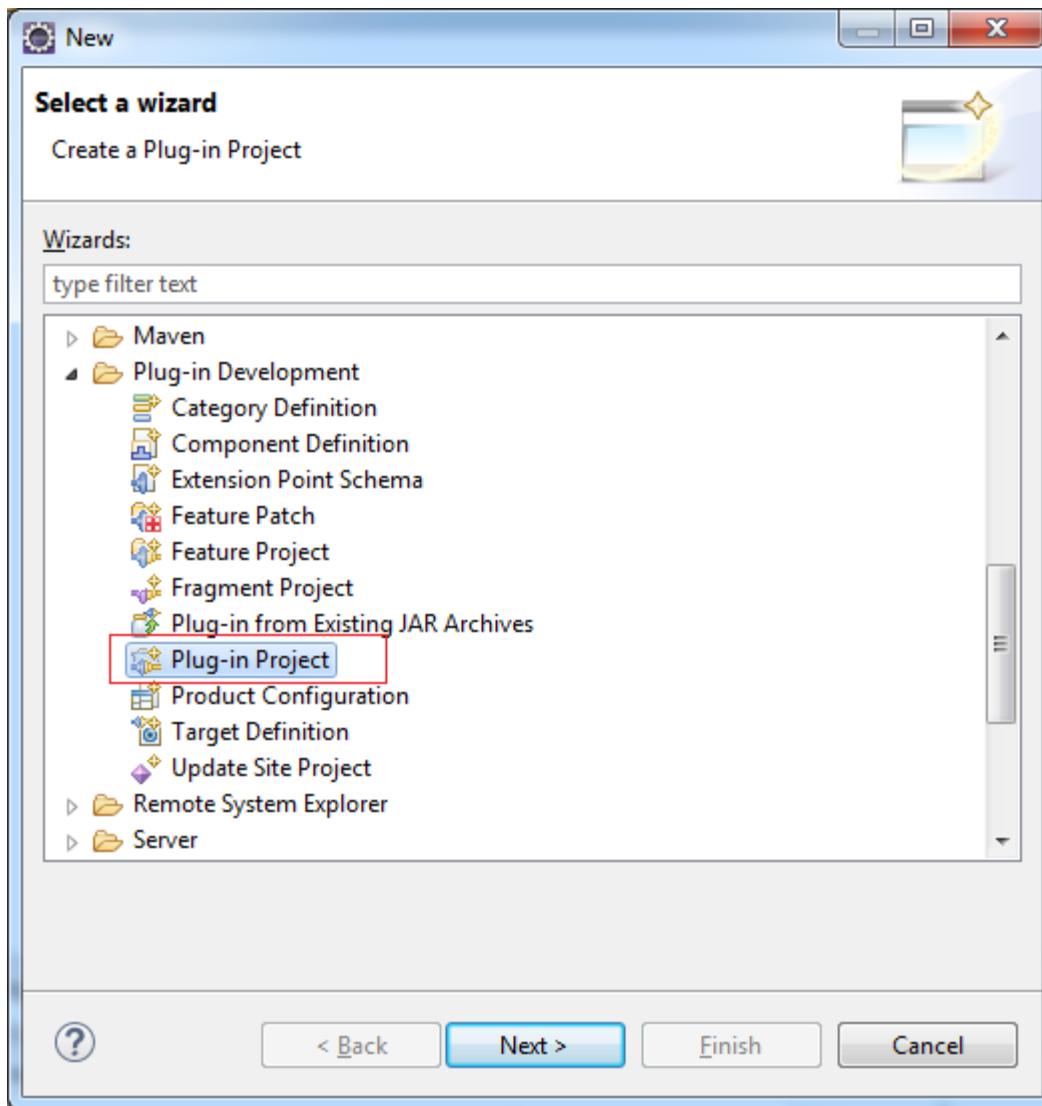 New
Select a wizard
Create a Plug-in Project
Wizards:
type filter text
Maven
Plug-in Development
Category Definition
Component Definition
Extension Point Schema
Feature Patch
Feature Project
Fragment Project
Plug-in from Existing JAR Archives
Plug-in Project
Product Configuration
Target Definition
Update Site Project
Remote System Explorer
Server
? < Back Next > Finish Cancel